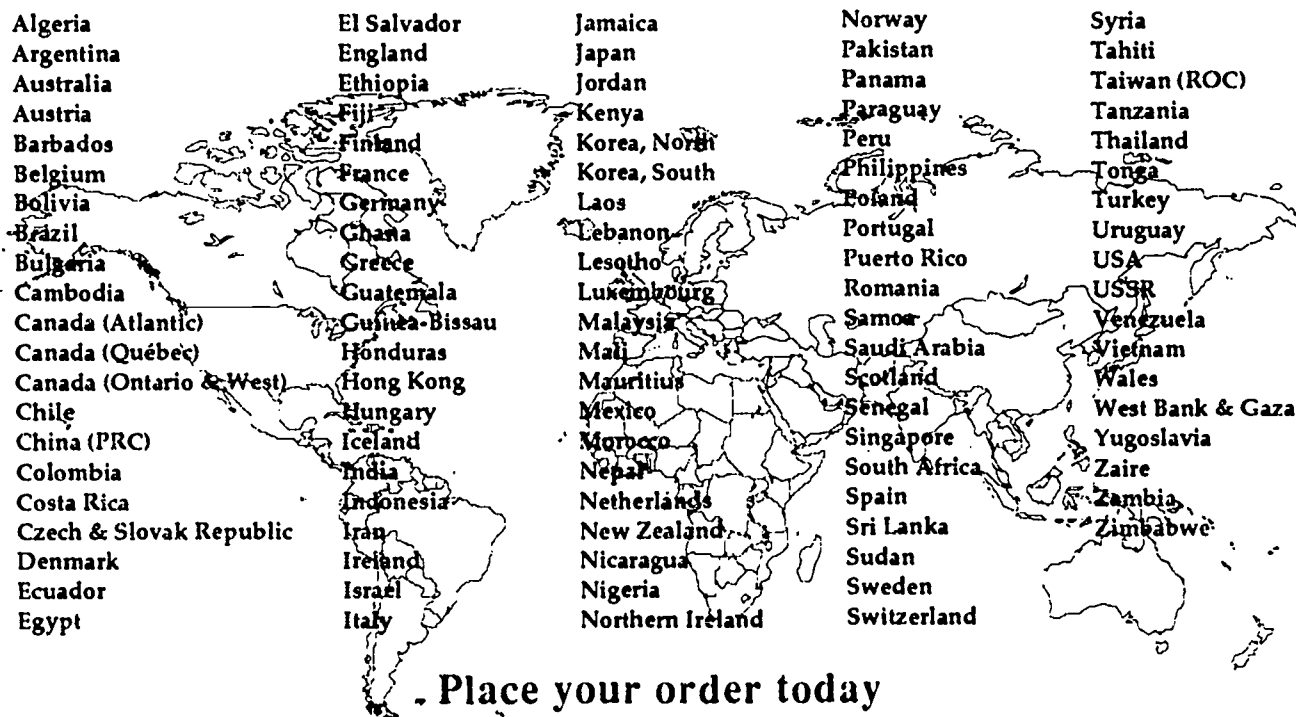 Algeria
Argentina
Australia
Austria
Barbados
Belgium
Bolivia
Brazil
Bulgaria
Cambodia
Canada (Atlantic)
Canada (Québec)
Canada (Ontario & West)
Chile
China (PRC)
Colombia
Costa Rica
Czech & Slovak Republic
Denmark
Ecuador
Egypt
El Salvador
England
Ethiopia
Fiji
Finland
France
Germany
Ghana
Greece
Guatemala
Guinea-Bissau
Honduras
Hong Kong
Hungary
Iceland
India
Indonesia
Iran
Ireland
Israel
Italy
Jamaica
Japan
Jordan
Kenya
Korea, North
Korea, South
Laos
Lebanon
Lesotho
Luxembourg
Malaysia
Mali
Mauritius
Mexico
Morocco
Nepal
Netherlands
New Zealand
Nicaragua
Nigeria
Northern Ireland
Norway
Pakistan
Panama
Paraguay
Peru
Philippines
Poland
Portugal
Puerto Rico
Romania
Samoa
Saudi Arabia
Scotland
Senegal
Singapore
South Africa
Spain
Sri Lanka
Sudan
Sweden
Switzerland
Syria
Tahiti
Taiwan (ROC)
Tanzania
Thailand
Tonga
Turkey
Uruguay
USA
USSR
Venezuela
Vietnam
Wales
West Bank & Gaza
Yugoslavia
Zaire
Zambia
Zimbabwe
Place your order today